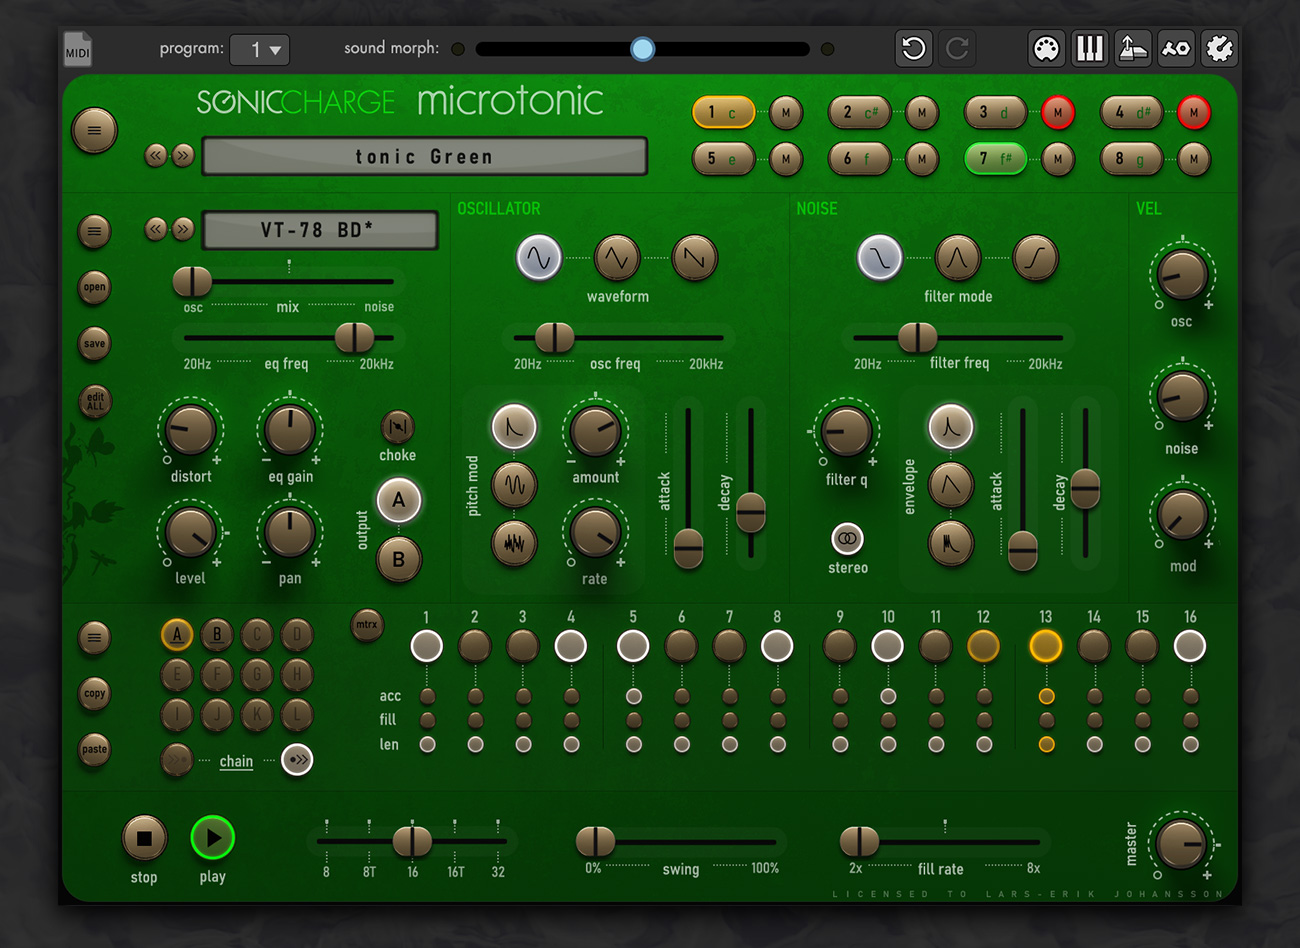 MIDI program: 1 sound morph:
SONICCHARGE microtonic
1 c M 2 c# M 3 d M 4 d# M
tonic Green
5 e M 6 f M 7 f# M 8 g M
OSCILLATOR NOISE VEL
VT-78 BD*
open
osc mix noise
waveform
filter mode
osc
save
20Hz eq freq 20kHz
20Hz osc freq 20kHz
20Hz filter freq 20kHz
edit
ALL
choke
distort eq gain
pitch mod
amount
attack
decay
filter q
envelope
attack
decay
noise
output
A
B
level pan
rate
stereo
mod
A B C D
E F G H
I J K L
mtrx
1 2 3 4 5 6 7 8 9 10 11 12 13 14 15 16
copy
acc
fill
len
paste
chain
stop play
8 8T 16 16T 32
0% swing 100%
2x fill rate 8x
master
LICENSED TO LARS-ERIK JOHANSSON